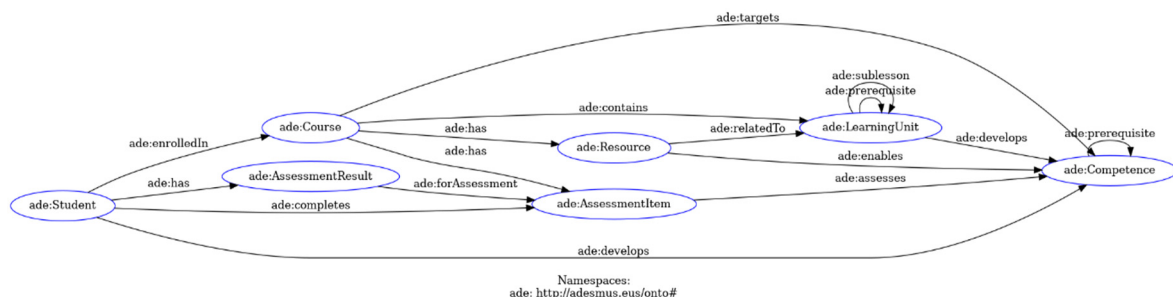 ade:targets
ade:sublesson
ade:prerequisite
ade:contains
ade:Course
ade:LearningUnit
ade:enrolledIn
ade:has
ade:relatedTo
ade:develops
ade:prerequisite
ade:Resource
ade:has
ade:enables
ade:Competence
ade:AssessmentResult
ade:has
ade:forAssessment
ade:assesses
ade:Student
ade:completes
ade:AssessmentItem
ade:develops
Namespaces:
ade: http://adesmus.eus/onto#